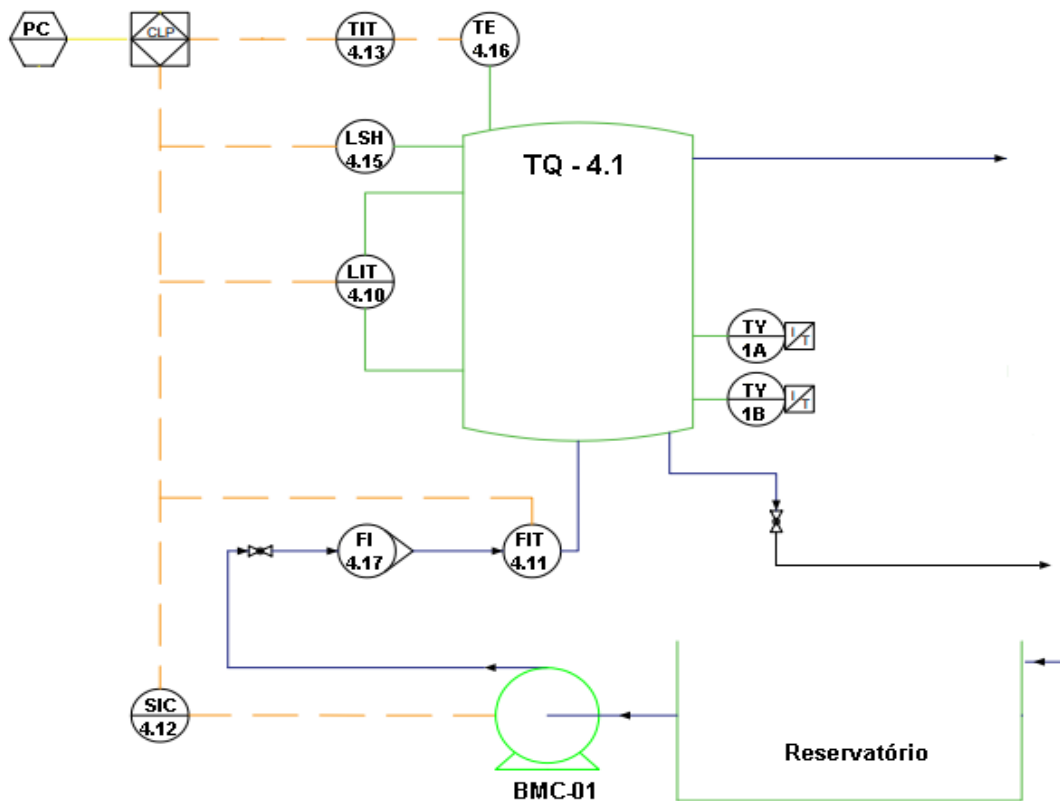 PC
CLP
TIT
4.13
TE
4.16
LSH
4.15
TQ - 4.1
LIT
4.10
TY
1A
I
T
TY
1B
I
T
FI
4.17
FIT
4.11
SIC
4.12
Reservatório
BMC-01